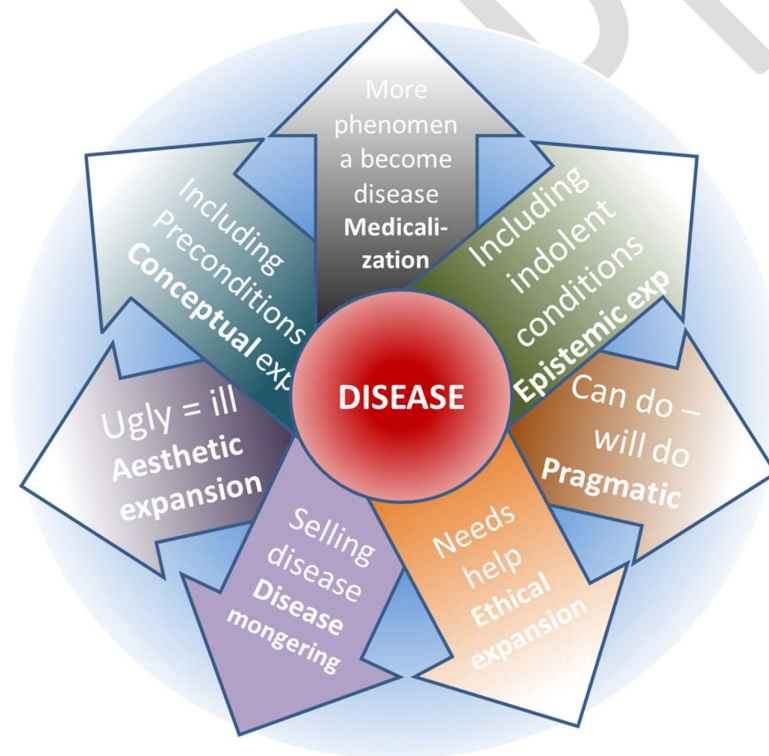 More
phenomen
a become
disease
Medicali-
zation
Including
indolent
conditions
Epistemic exp
Can do –
will do
Pragmatic
Needs
help
Ethical
expansion
Selling
disease
Disease
mongering
Ugly = ill
Aesthetic
expansion
Including
Preconditions
Conceptual exp
DISEASE